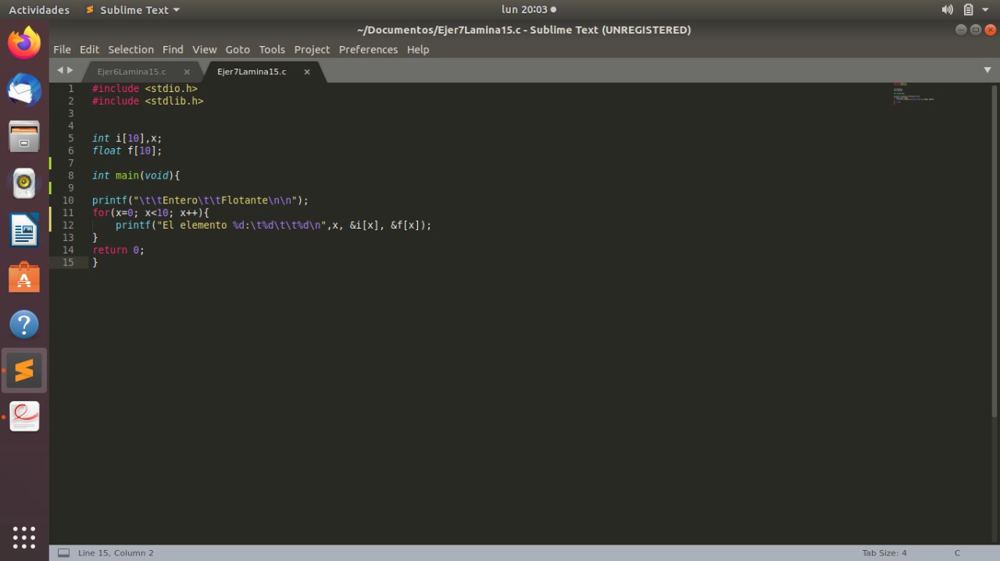 Actividades Sublime Text lun 20:03
~/Documentos/Ejer7Lamina15.c - Sublime Text (UNREGISTERED)
File Edit Selection Find View Goto Tools Project Preferences Help
Ejer6Lamina15.c × Ejer7Lamina15.c ×
1 #include <stdio.h>
2 #include <stdlib.h>
3
4
5 int i[10],x;
6 float f[10];
7
8 int main(void){
9
10 printf("\t\tEntero\t\tFlotante\n\n");
11 for(x=0; x<10; x++){
12     printf("El elemento %d:\t%d\t\t%d\n",x, &i[x], &f[x]);
13 }
14 return 0;
15 }
Line 15, Column 2 Tab Size: 4 C